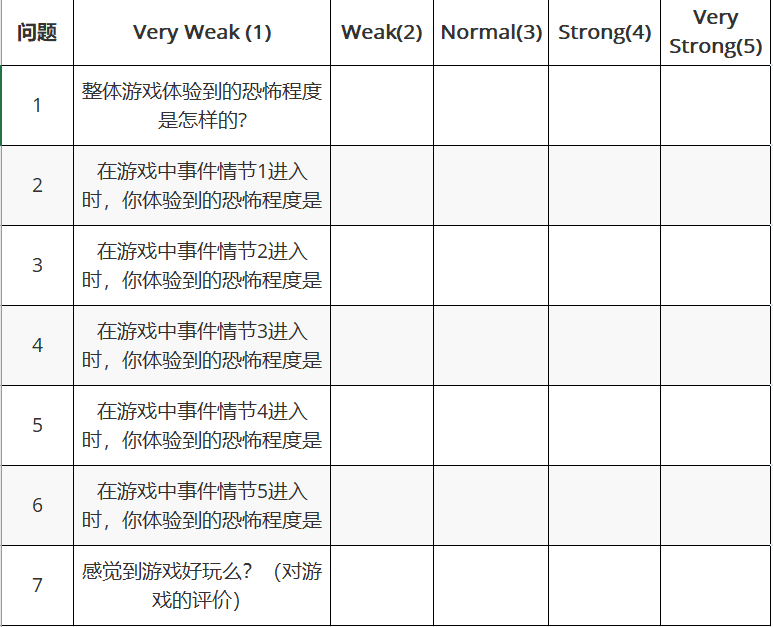 问题 Very Weak (1) Weak(2) Normal(3) Strong(4) Very
Strong(5)
1 整体游戏体验到的恐怖程度
是怎样的?
2 在游戏中事件情节1进入
时，你体验到的恐怖程度是
3 在游戏中事件情节2进入
时，你体验到的恐怖程度是
4 在游戏中事件情节3进入
时，你体验到的恐怖程度是
5 在游戏中事件情节4进入
时，你体验到的恐怖程度是
6 在游戏中事件情节5进入
时，你体验到的恐怖程度是
7 感觉到游戏好玩么？（对游
戏的评价）